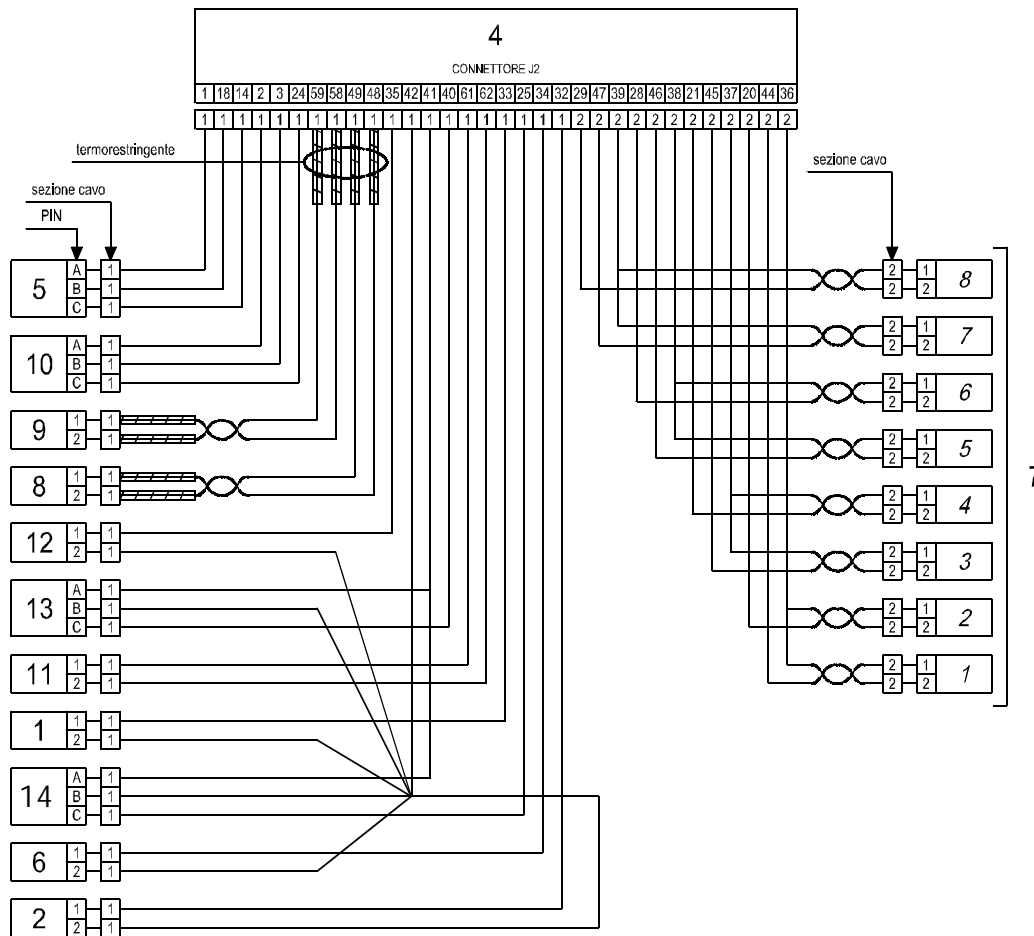 4
CONNETTORE J2
1 18 14 2 3 24 59 58 49 48 35 42 41 40 61 62 33 25 34 32 29 47 39 28 46 38 21 45 37 20 44 36
1 1 1 1 1 1 1 1 1 1 1 1 1 1 1 1 1 1 1 1 2 2 2 2 2 2 2 2 2 2 2 2
termorestringente
sezione cavo
PIN
5 A 1
B 1
C 1
10 A 1
B 1
C 1
9 1 1
2 1
8 1 1
2 1
12 1 1
2 1
13 A 1
B 1
C 1
11 1 1
2 1
1 1 1
2 1
14 A 1
B 1
C 1
6 1 1
2 1
2 1 1
2 1
sezione cavo
2 1 8
2 2
2 1 7
2 2
2 1 6
2 2
2 1 5
2 2
2 1 4
2 2
2 1 3
2 2
2 1 2
2 2
2 1 1
2 2